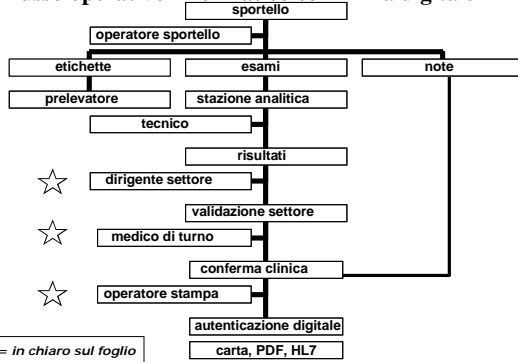 sportello
operatore sportello
etichette esami note
prelevatore stazione analitica
tecnico
risultati
dirigente settore
validazione settore
medico di turno
conferma clinica
operatore stampa
autenticazione digitale
= in chiaro sul foglio
carta, PDF, HL7